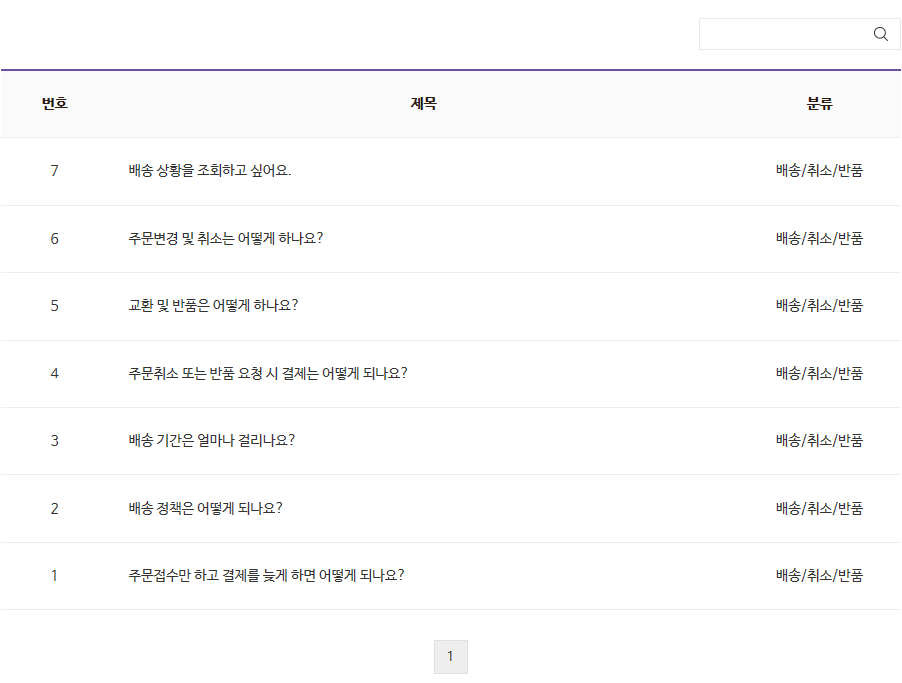 번호 제목 분류
7 배송 상황을 조회하고 싶어요. 배송/취소/반품
6 주문변경 및 취소는 어떻게 하나요? 배송/취소/반품
5 교환 및 반품은 어떻게 하나요? 배송/취소/반품
4 주문취소 또는 반품 요청 시 결제는 어떻게 되나요? 배송/취소/반품
3 배송 기간은 얼마나 걸리나요? 배송/취소/반품
2 배송 정책은 어떻게 되나요? 배송/취소/반품
1 주문접수만 하고 결제를 늦게 하면 어떻게 되나요? 배송/취소/반품
1